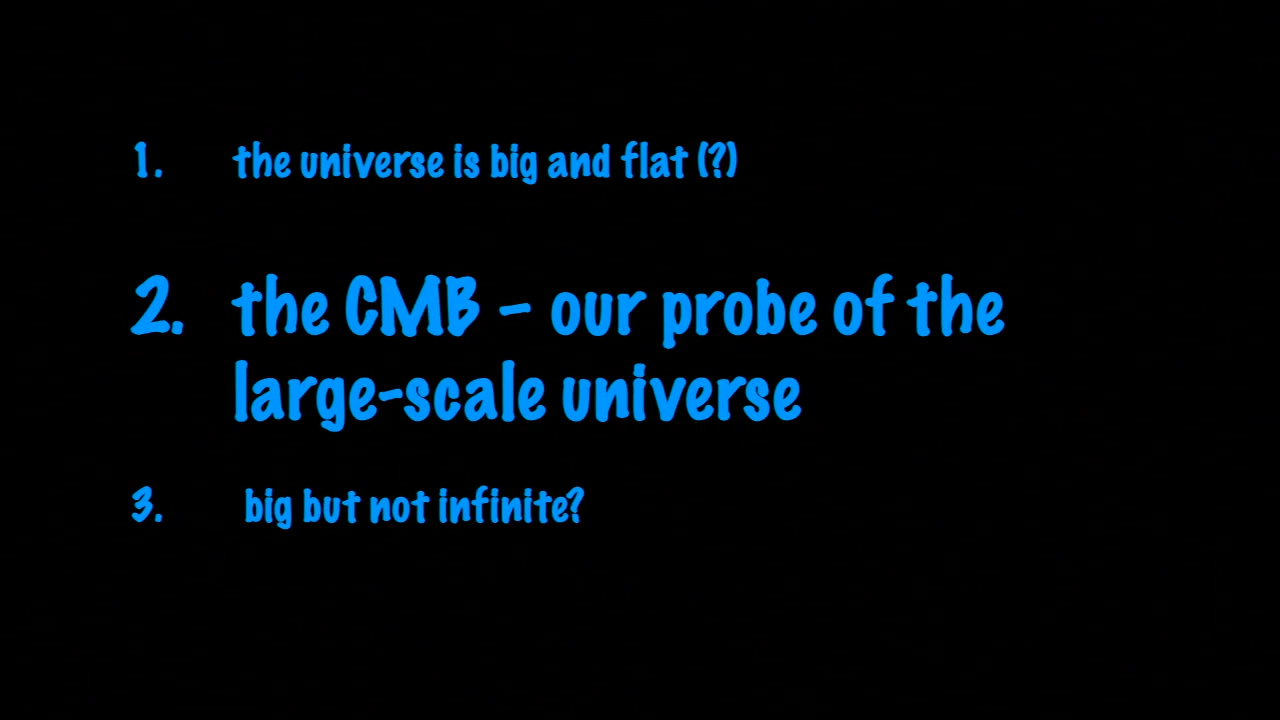 1. the universe is big and flat (?)
2. the CMB – our probe of the
large-scale universe
3. big but not infinite?